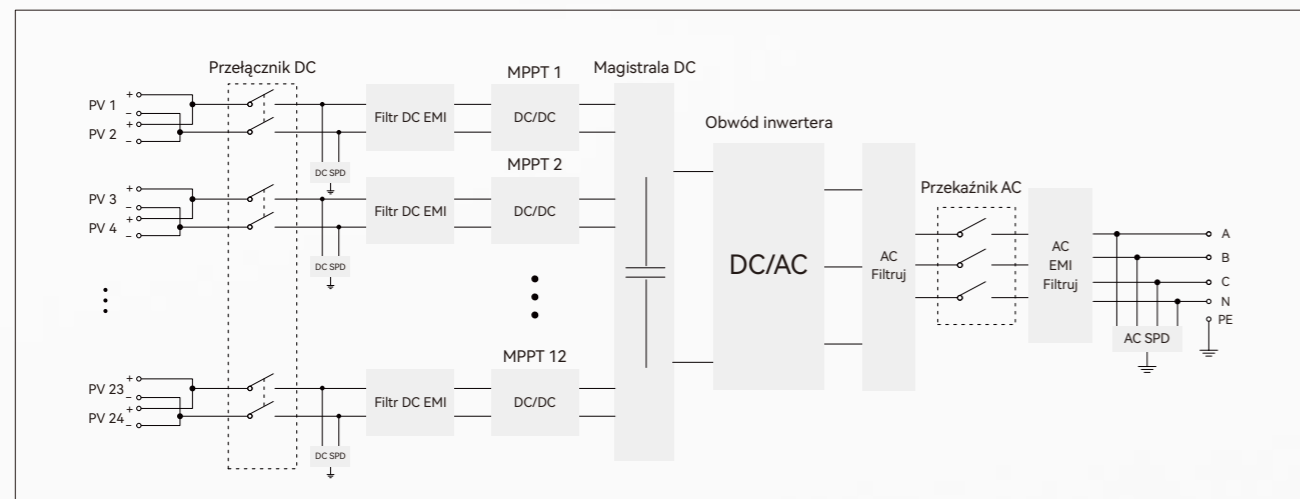 Przełącznik DC
MPPT 1
Magistrala DC
PV 1
+
−
PV 2
+
−
Filtr DC EMI
DC/DC
DC SPD
Obwód inwertera
MPPT 2
PV 3
+
−
PV 4
+
−
Filtr DC EMI
DC/DC
DC SPD
DC/AC
AC
Filtruj
Przekaźnik AC
AC
EMI
Filtruj
A
B
C
N
PE
AC SPD
MPPT 12
PV 23
+
−
PV 24
+
−
Filtr DC EMI
DC/DC
DC SPD